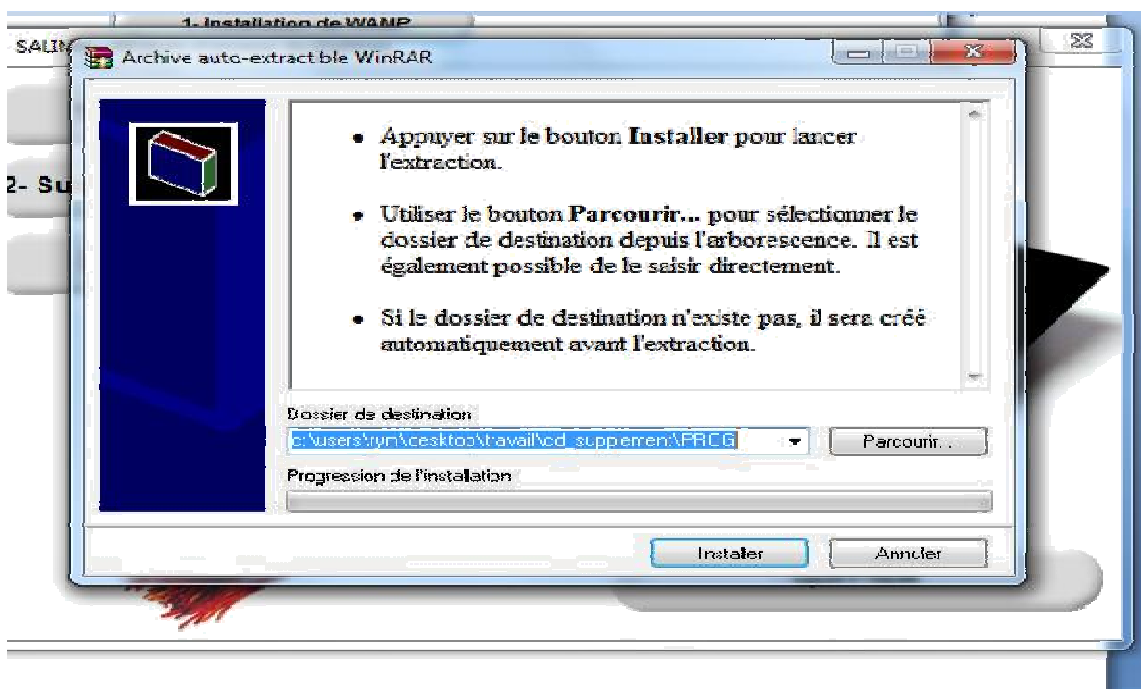 1- Installation de WAMP
SALIN
Archive auto-extractible WinRAR
• Appuyer sur le bouton Installer pour lancer
l'extraction.
2- Su
• Utiliser le bouton Parcourir... pour sélectionner le
dossier de destination depuis l'arborescence. Il est
également possible de le saisir directement.
• Si le dossier de destination n'existe pas, il sera créé
automatiquement avant l'extraction.
Dossier de destination
Parcourir...
Progression de l'installation
Installer
Annuler